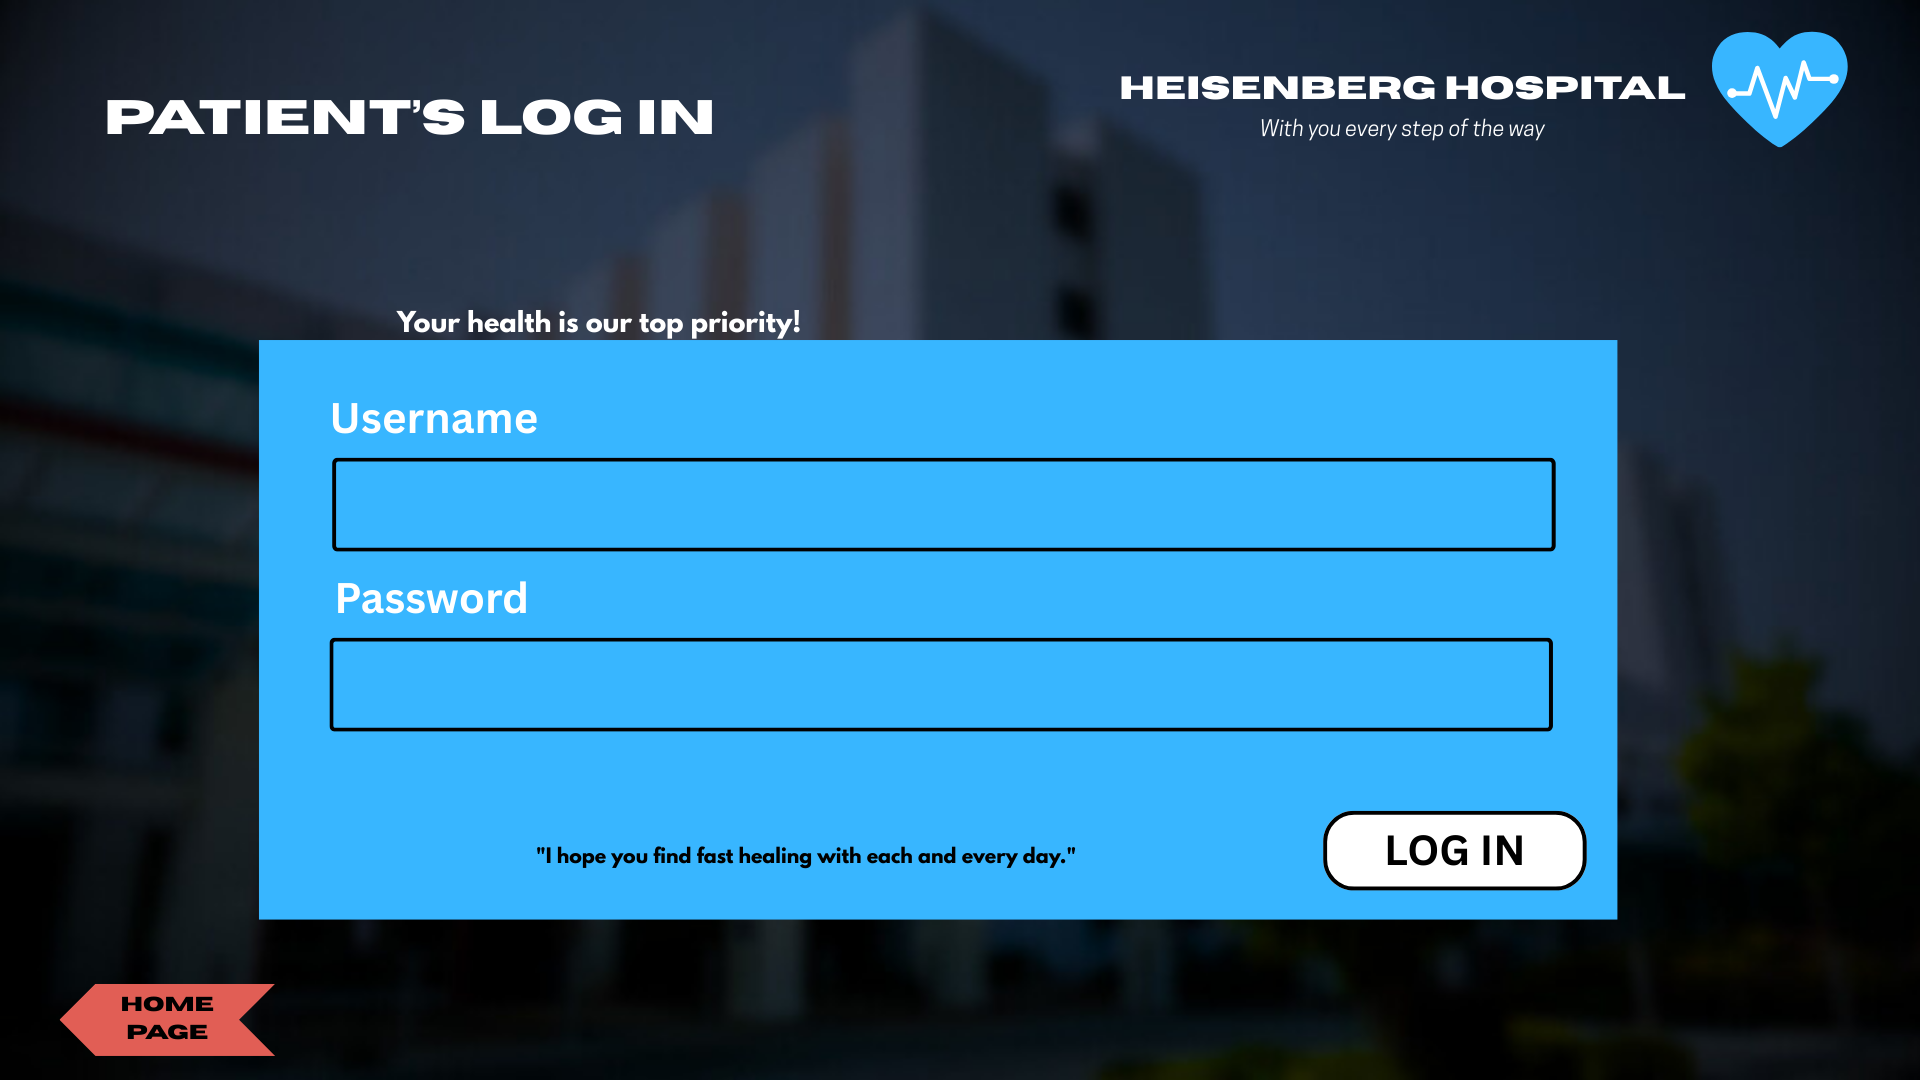 PATIENT'S LOG IN
HEISENBERG HOSPITAL
With you every step of the way
Your health is our top priority!
Username
Password
"I hope you find fast healing with each and every day."
LOG IN
HOME
PAGE